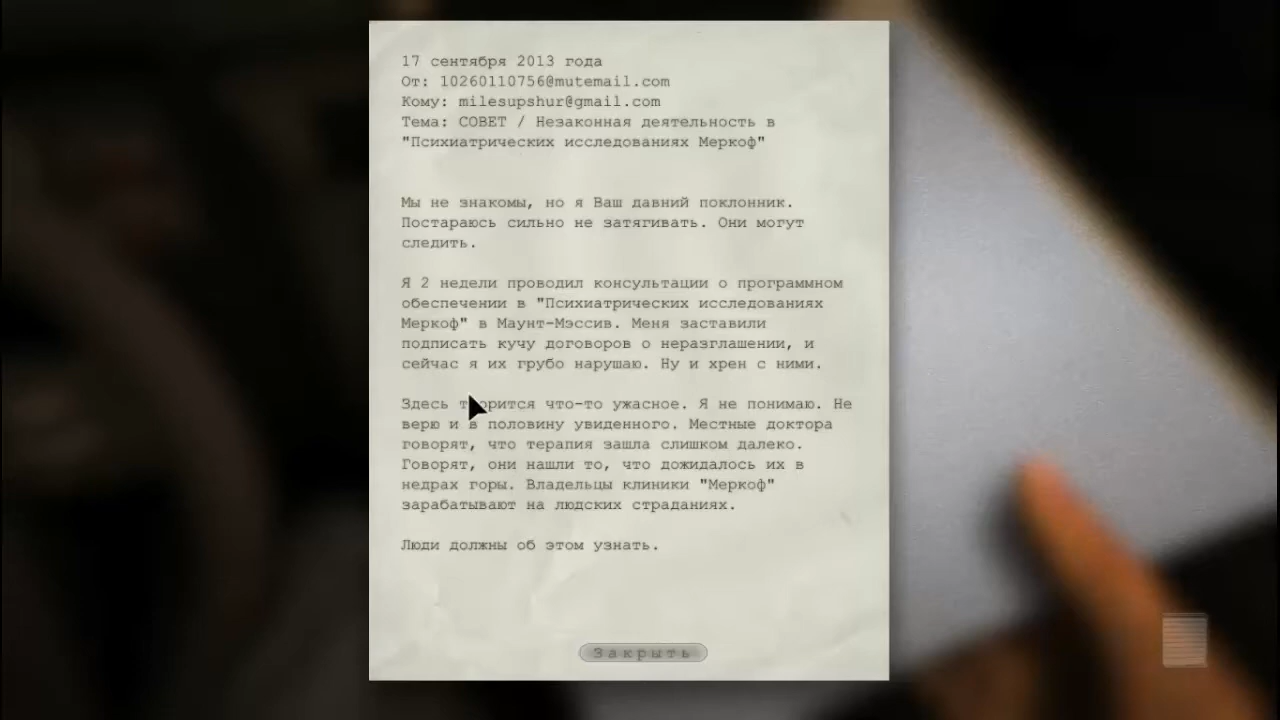 17 сентября 2013 года
От: 10260110756@mutemail.com
Кому: milesupshur@gmail.com
Тема: СОВЕТ / Незаконная деятельность в
"Психиатрических исследованиях Меркоф"
Мы не знакомы, но я Ваш давний поклонник.
Постараюсь сильно не затягивать. Они могут
следить.
Я 2 недели проводил консультации о программном
обеспечении в "Психиатрических исследованиях
Меркоф" в Маунт-Мэссив. Меня заставили
подписать кучу договоров о неразглашении, и
сейчас я их грубо нарушаю. Ну и хрен с ними.
Здесь творится что-то ужасное. Я не понимаю. Не
верю и в половину увиденного. Местные доктора
говорят, что терапия зашла слишком далеко.
Говорят, они нашли то, что дожидалось их в
недрах горы. Владельцы клиники "Меркоф"
зарабатывают на людских страданиях.
Люди должны об этом узнать.
Закрыть